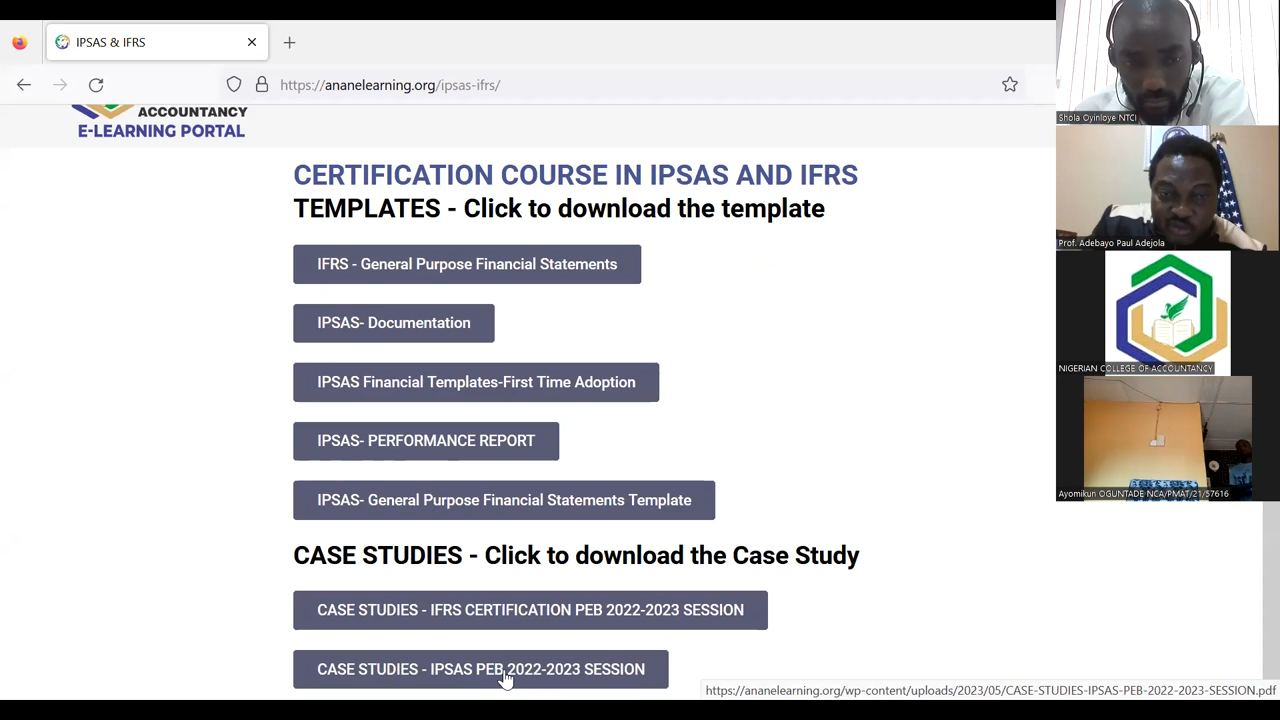 IPSAS & IFRS
https://ananelearning.org/ipsas-ifrs/
ACCOUNTANCY
E-LEARNING PORTAL
CERTIFICATION COURSE IN IPSAS AND IFRS
TEMPLATES - Click to download the template
IFRS - General Purpose Financial Statements
IPSAS- Documentation
IPSAS Financial Templates-First Time Adoption
IPSAS- PERFORMANCE REPORT
IPSAS- General Purpose Financial Statements Template
CASE STUDIES - Click to download the Case Study
CASE STUDIES - IFRS CERTIFICATION PEB 2022-2023 SESSION
CASE STUDIES - IPSAS PEB 2022-2023 SESSION
https://ananelearning.org/wp-content/uploads/2023/05/CASE-STUDIES-IPSAS-PEB-2022-2023-SESSION.pdf
Shola Oyinloye NTCI
Prof. Adebayo Paul Adejola
NIGERIAN COLLEGE OF ACCOUNTANCY
Ayomikun OGUNTADE NCA/PMAT/21/57616